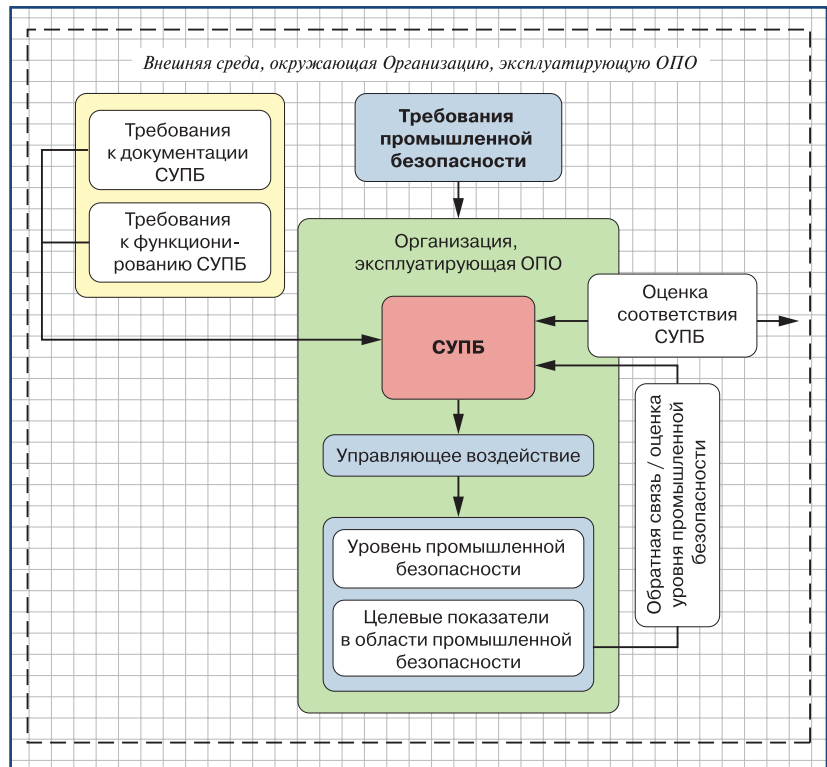 Внешняя среда, окружающая Организацию, эксплуатирующую ОПО
Требования
к документации
СУПБ
Требования
к функциони-
рованию СУПБ
Требования
промышленной
безопасности
Организация,
эксплуатирующая ОПО
СУПБ
Оценка
соответствия
СУПБ
Управляющее воздействие
Уровень промышленной
безопасности
Целевые показатели
в области промышленной
безопасности
Обратная связь / оценка
уровня промышленной
безопасности